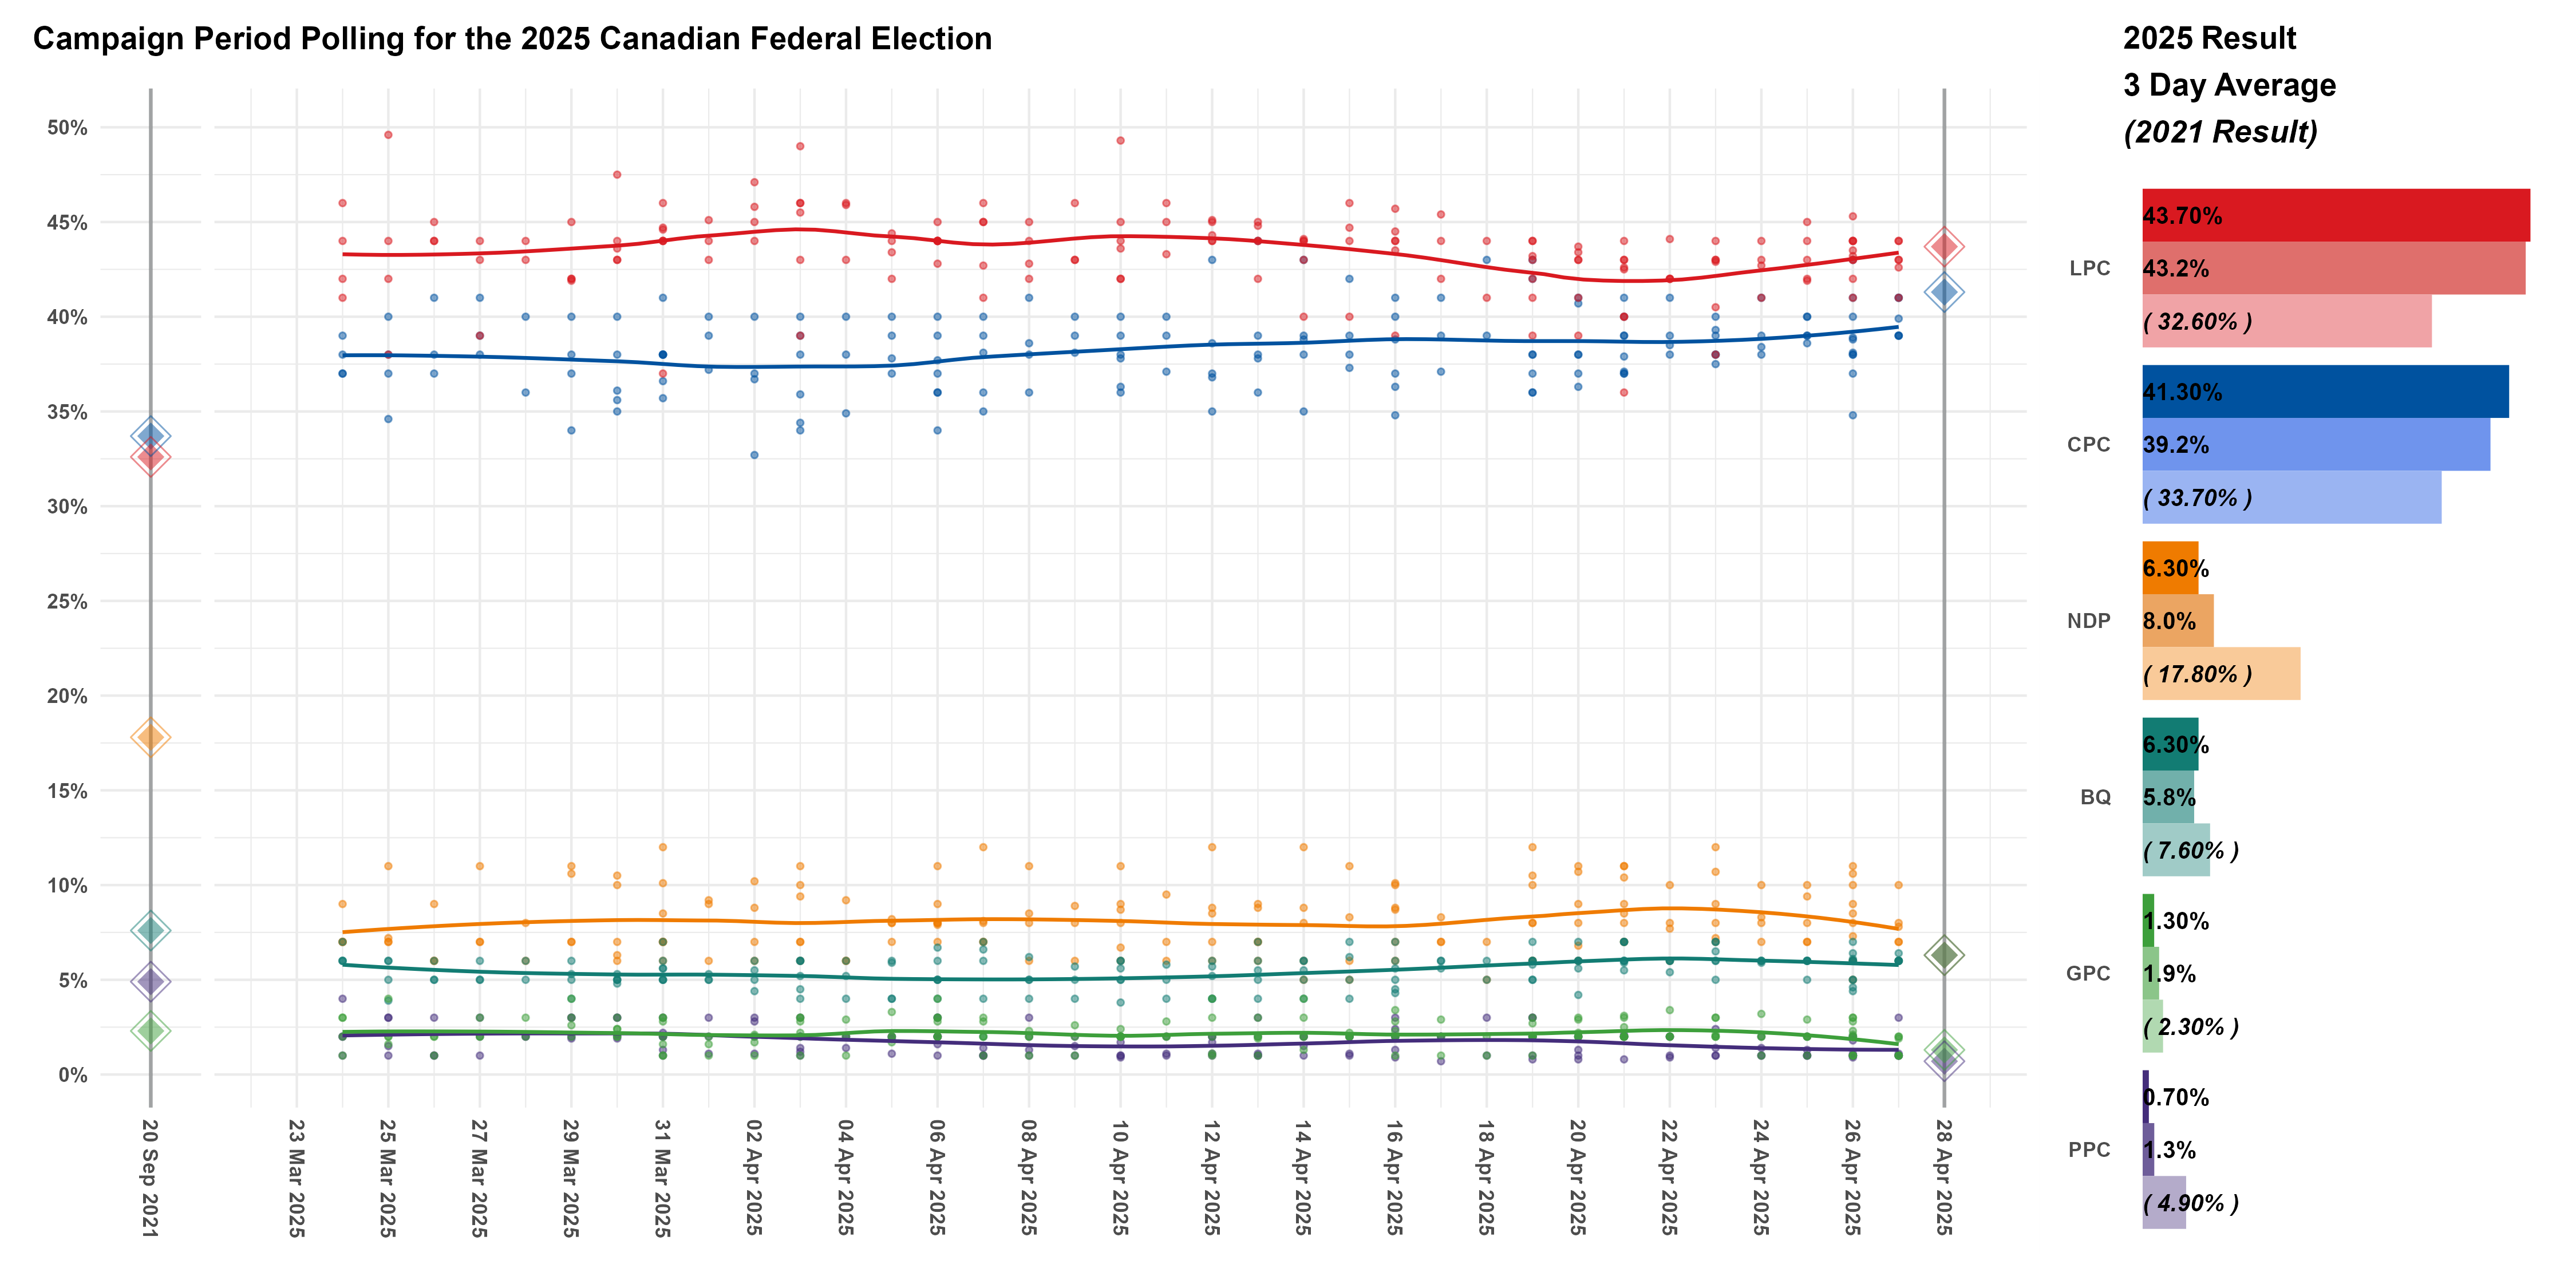 Campaign Period Polling for the 2025 Canadian Federal Election
50%
45%
40%
35%
30%
25%
20%
15%
10%
5%
0%
20 Sep 2021
23 Mar 2025
25 Mar 2025
27 Mar 2025
29 Mar 2025
31 Mar 2025
02 Apr 2025
04 Apr 2025
06 Apr 2025
08 Apr 2025
10 Apr 2025
12 Apr 2025
14 Apr 2025
16 Apr 2025
18 Apr 2025
20 Apr 2025
22 Apr 2025
24 Apr 2025
26 Apr 2025
28 Apr 2025
2025 Result
3 Day Average
(2021 Result)
43.70%
LPC 43.2%
( 32.60% )
41.30%
CPC 39.2%
( 33.70% )
6.30%
NDP 8.0%
( 17.80% )
6.30%
BQ 5.8%
( 7.60% )
1.30%
GPC 1.9%
( 2.30% )
0.70%
PPC 1.3%
( 4.90% )